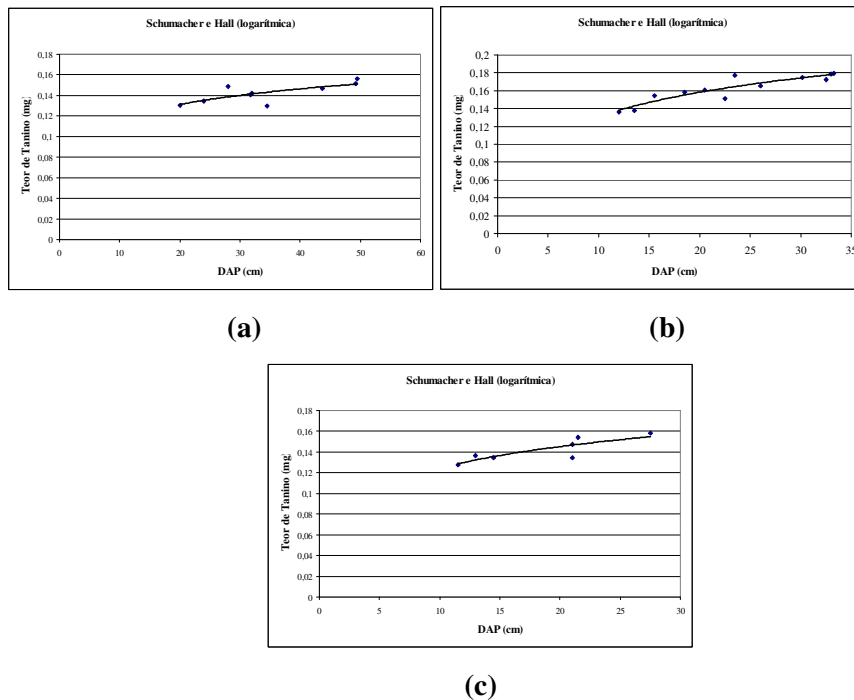 Schumacher e Hall (logarítmica)
Teor de Tanino (mg)
0,18
0,16
0,14
0,12
0,1
0,08
0,06
0,04
0,02
0
0 10 20 30 40 50 60
DAP (cm)
(a)
Schumacher e Hall (logarítmica)
Teor de Tanino (mg)
0,2
0,18
0,16
0,14
0,12
0,1
0,08
0,06
0,04
0,02
0
0 5 10 15 20 25 30 35
DAP (cm)
(b)
Schumacher e Hall (logarítmica)
Teor de Tanino (mg)
0,18
0,16
0,14
0,12
0,1
0,08
0,06
0,04
0,02
0
0 5 10 15 20 25 30
DAP (cm)
(c)